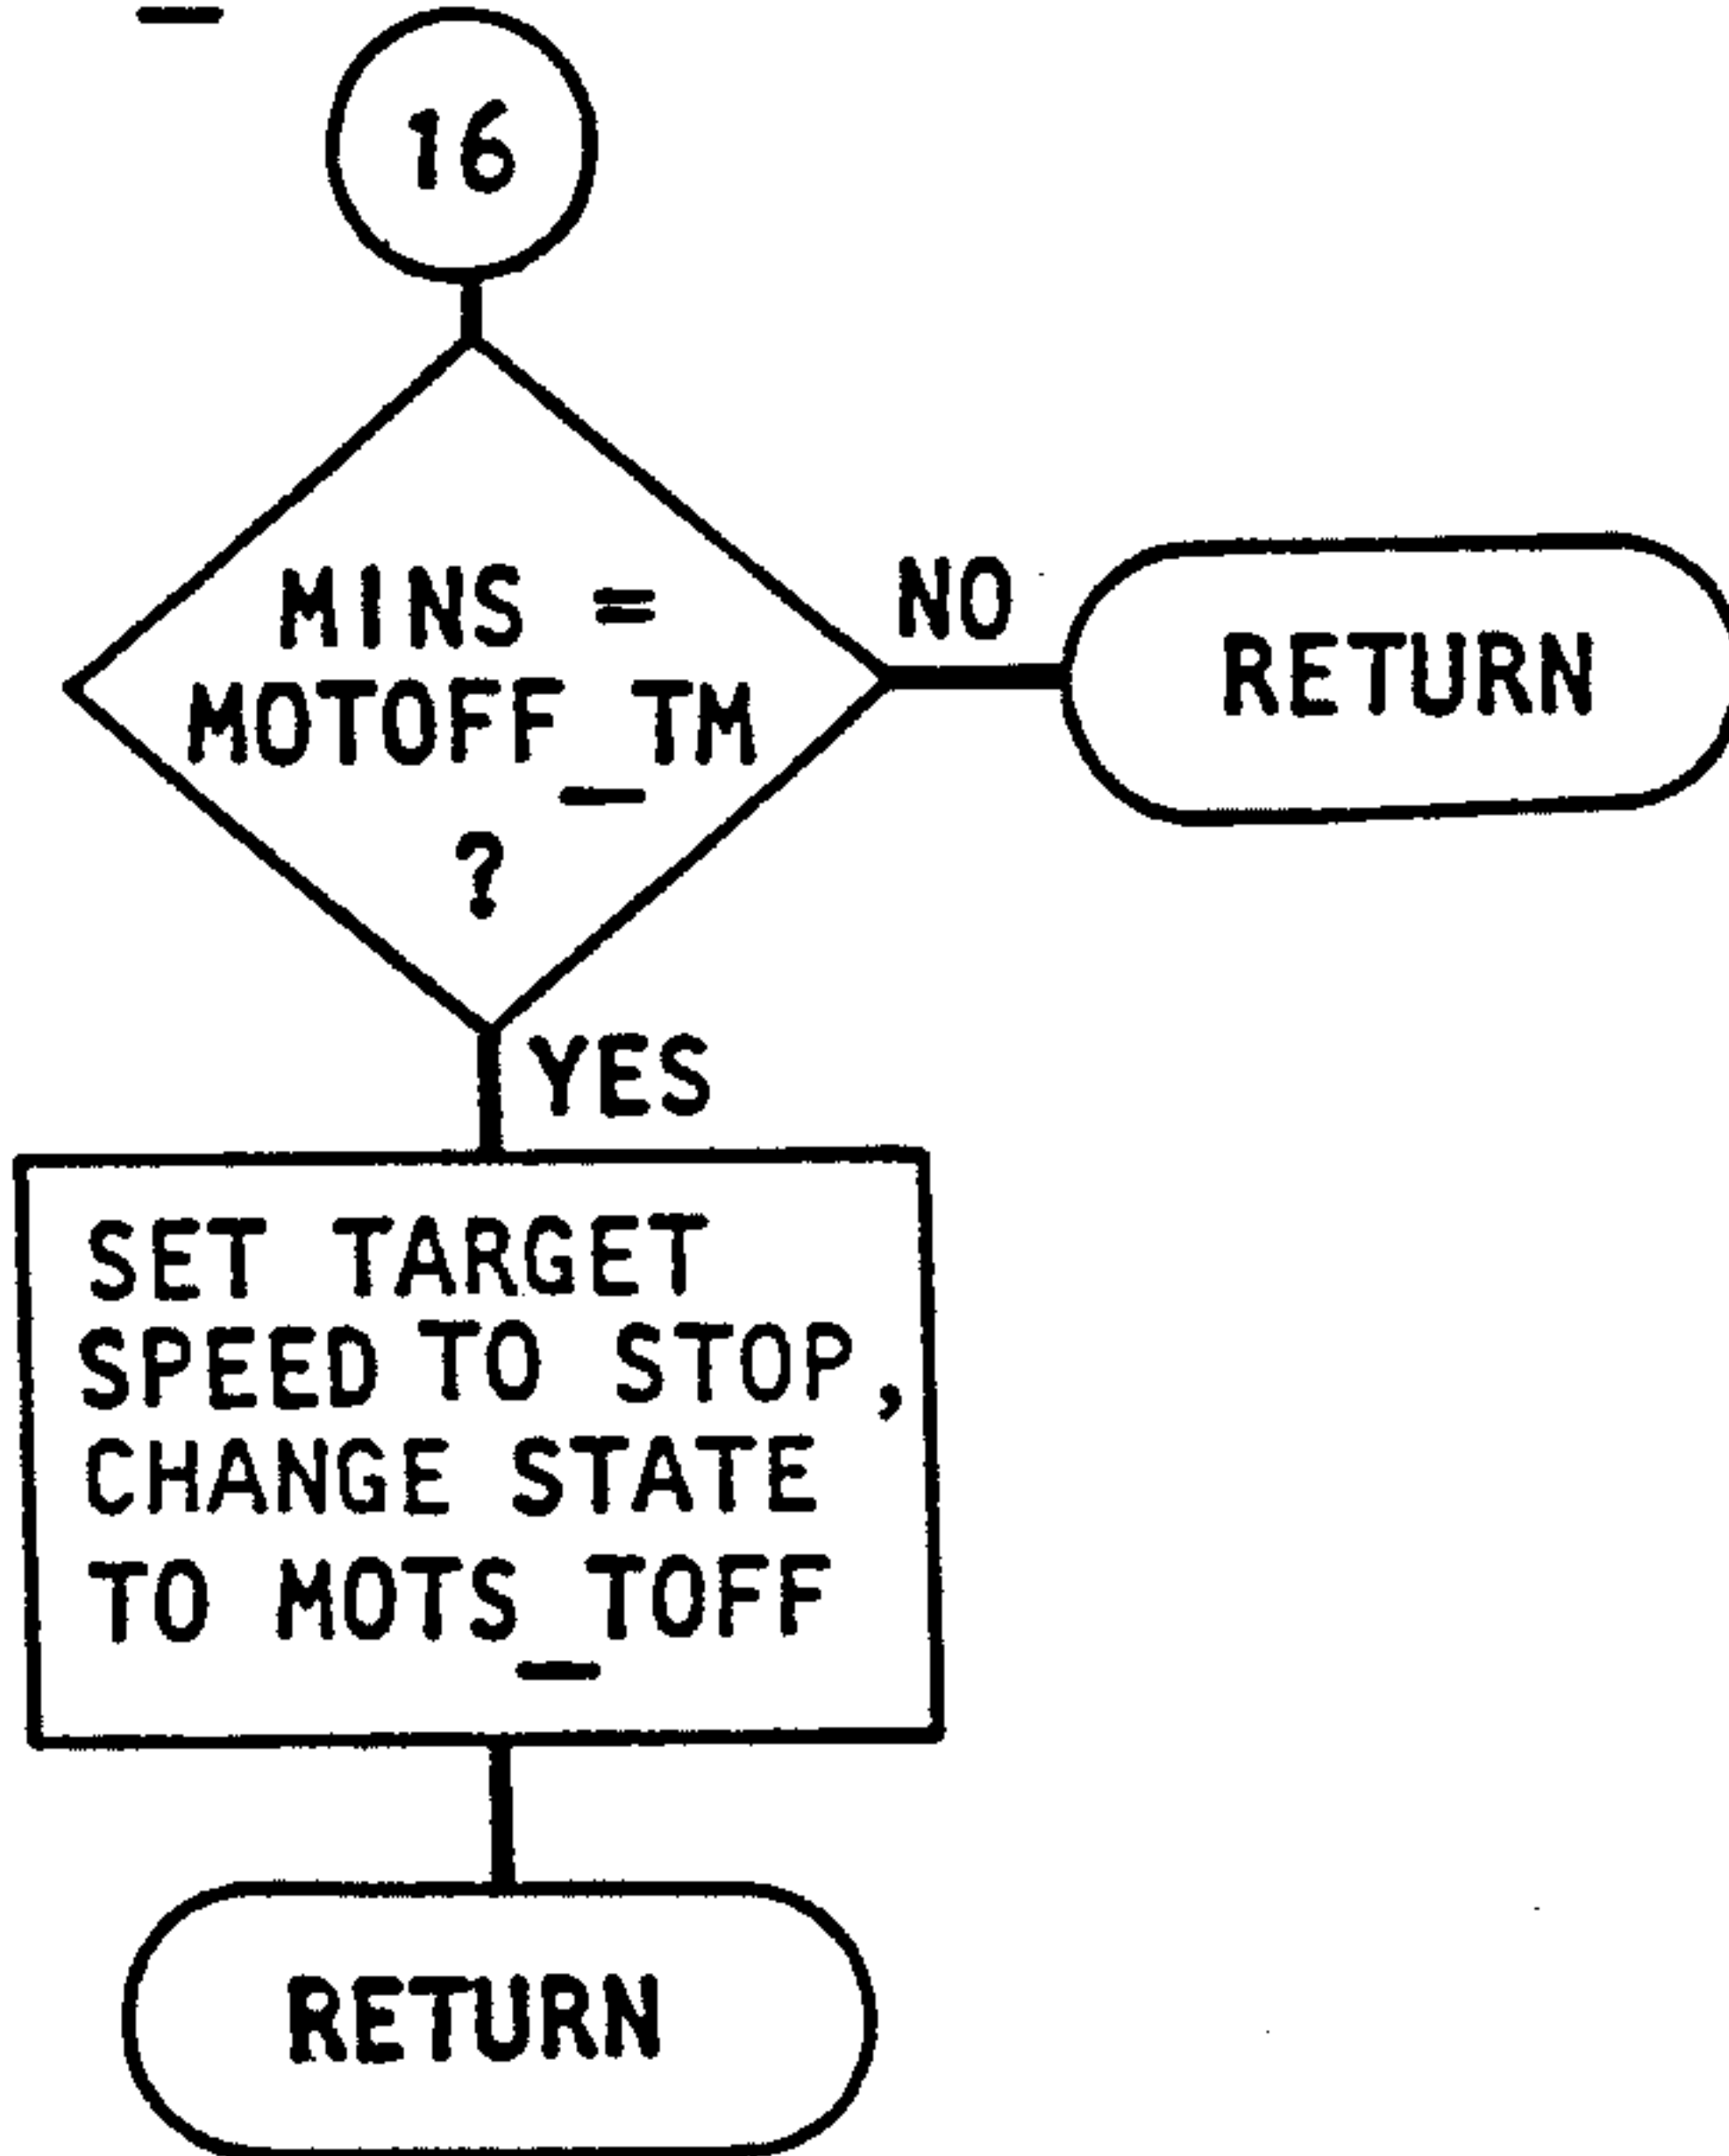 16
MINS =
MOTOFF_TM
?
NO
RETURN
YES
SET TARGET
SPEED TO STOP,
CHANGE STATE
TO MOTS_TOFF
RETURN